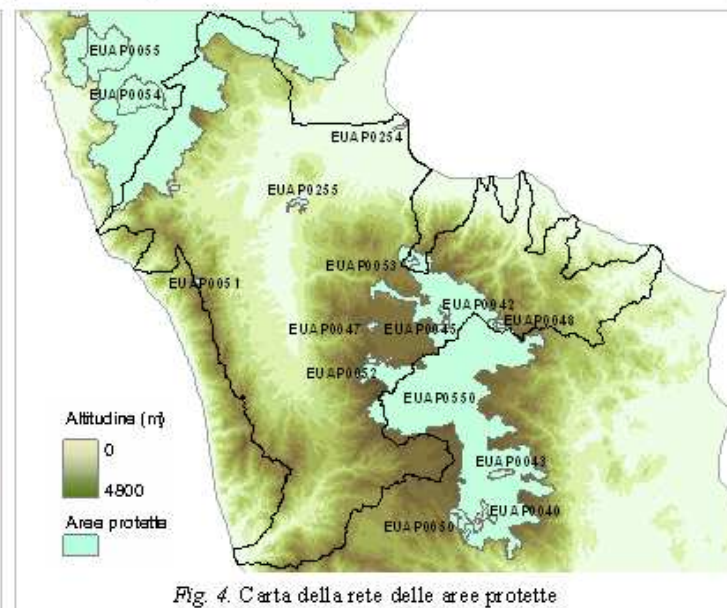 EUAP0055
EUAP0054
EUAP0254
EUAP0255
EUAP0053
EUAP0051
EUAP0042
EUAP0047
EUAP0045
EUAP0048
EUAP0052
EUAP0550
Altitudine (m)
0
4800
EUAP0043
Aree protette
EUAP0040
EUAP0050
Fig. 4. Carta della rete delle aree protette